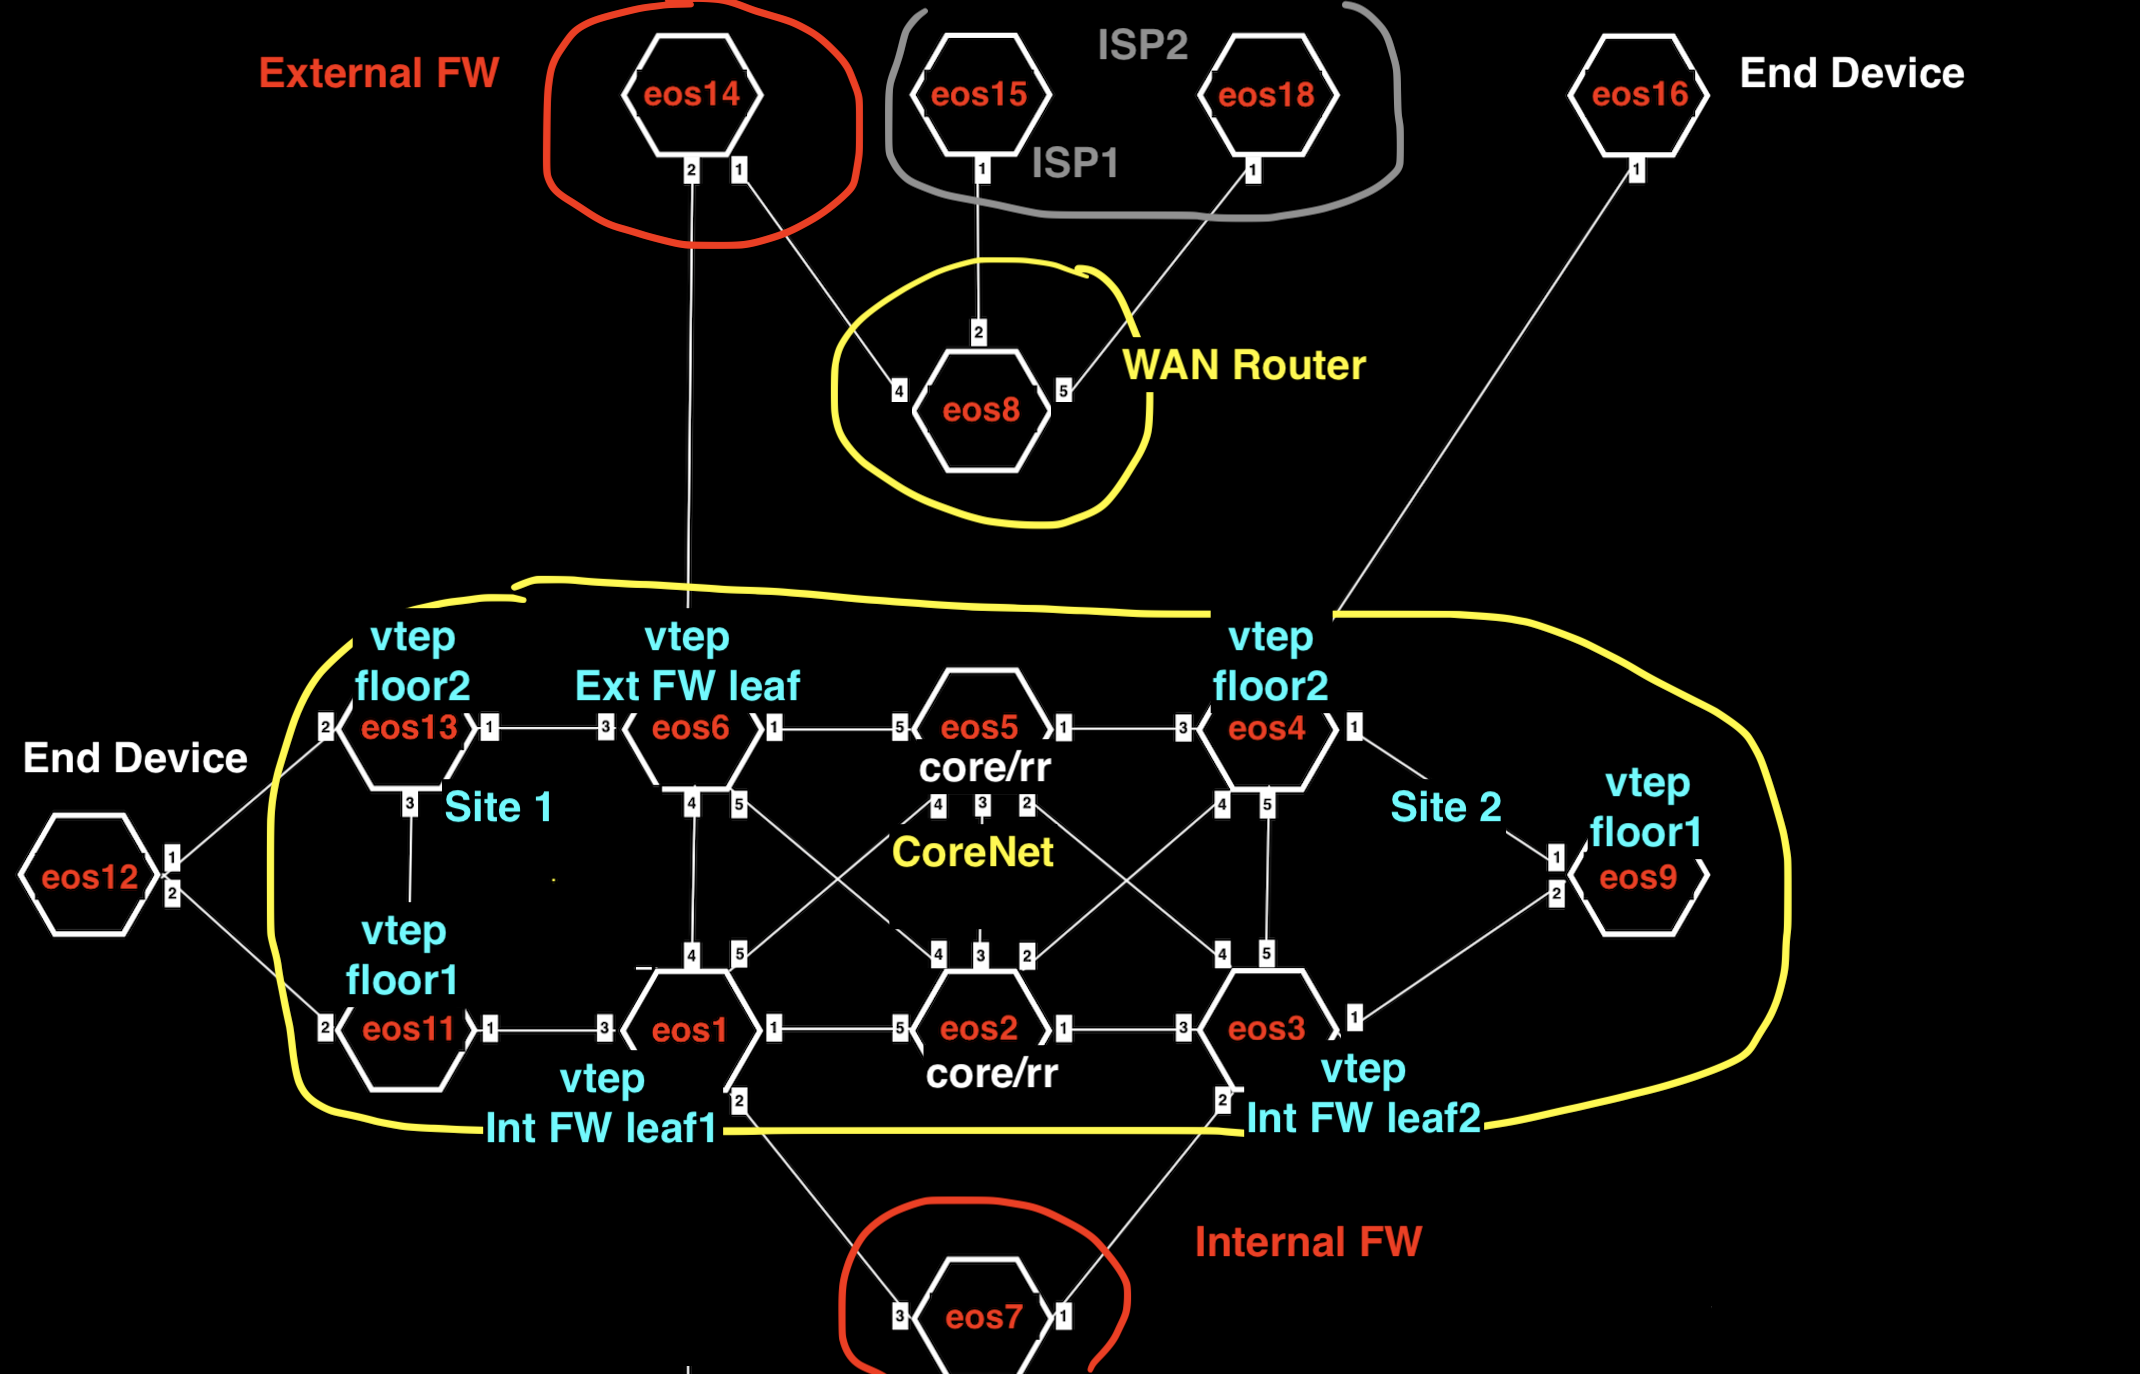 External FW
eos14
2
1
eos15
1
ISP1
ISP2
eos18
1
eos16
End Device
1
2
4
5
eos8
WAN Router
vtep
floor2
2
eos13
1
3
Site 1
vtep
Ext FW leaf
3
eos6
1
4
5
5
eos5
1
core/rr
4
3
2
CoreNet
vtep
floor2
3
eos4
1
4
5
Site 2
vtep
floor1
1
eos9
2
End Device
eos12
1
2
vtep
floor1
2
eos11
1
4
5
3
eos1
1
vtep
Int FW leaf1
2
4
3
2
5
eos2
1
core/rr
4
5
3
eos3
1
vtep
2
Int FW leaf2
Internal FW
3
eos7
1